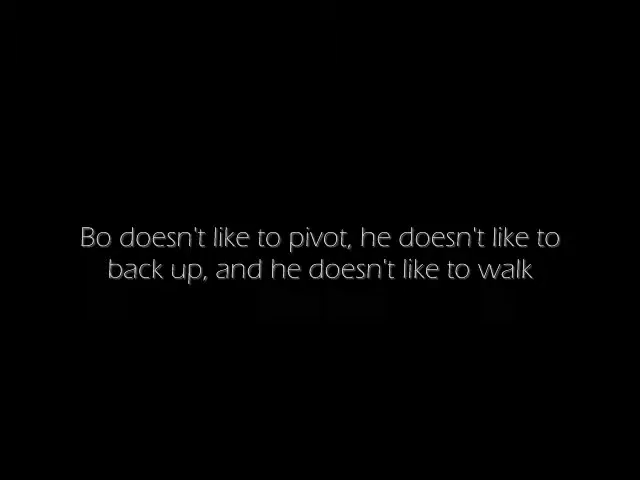 Bo doesn't like to pivot, he doesn't like to
back up, and he doesn't like to walk